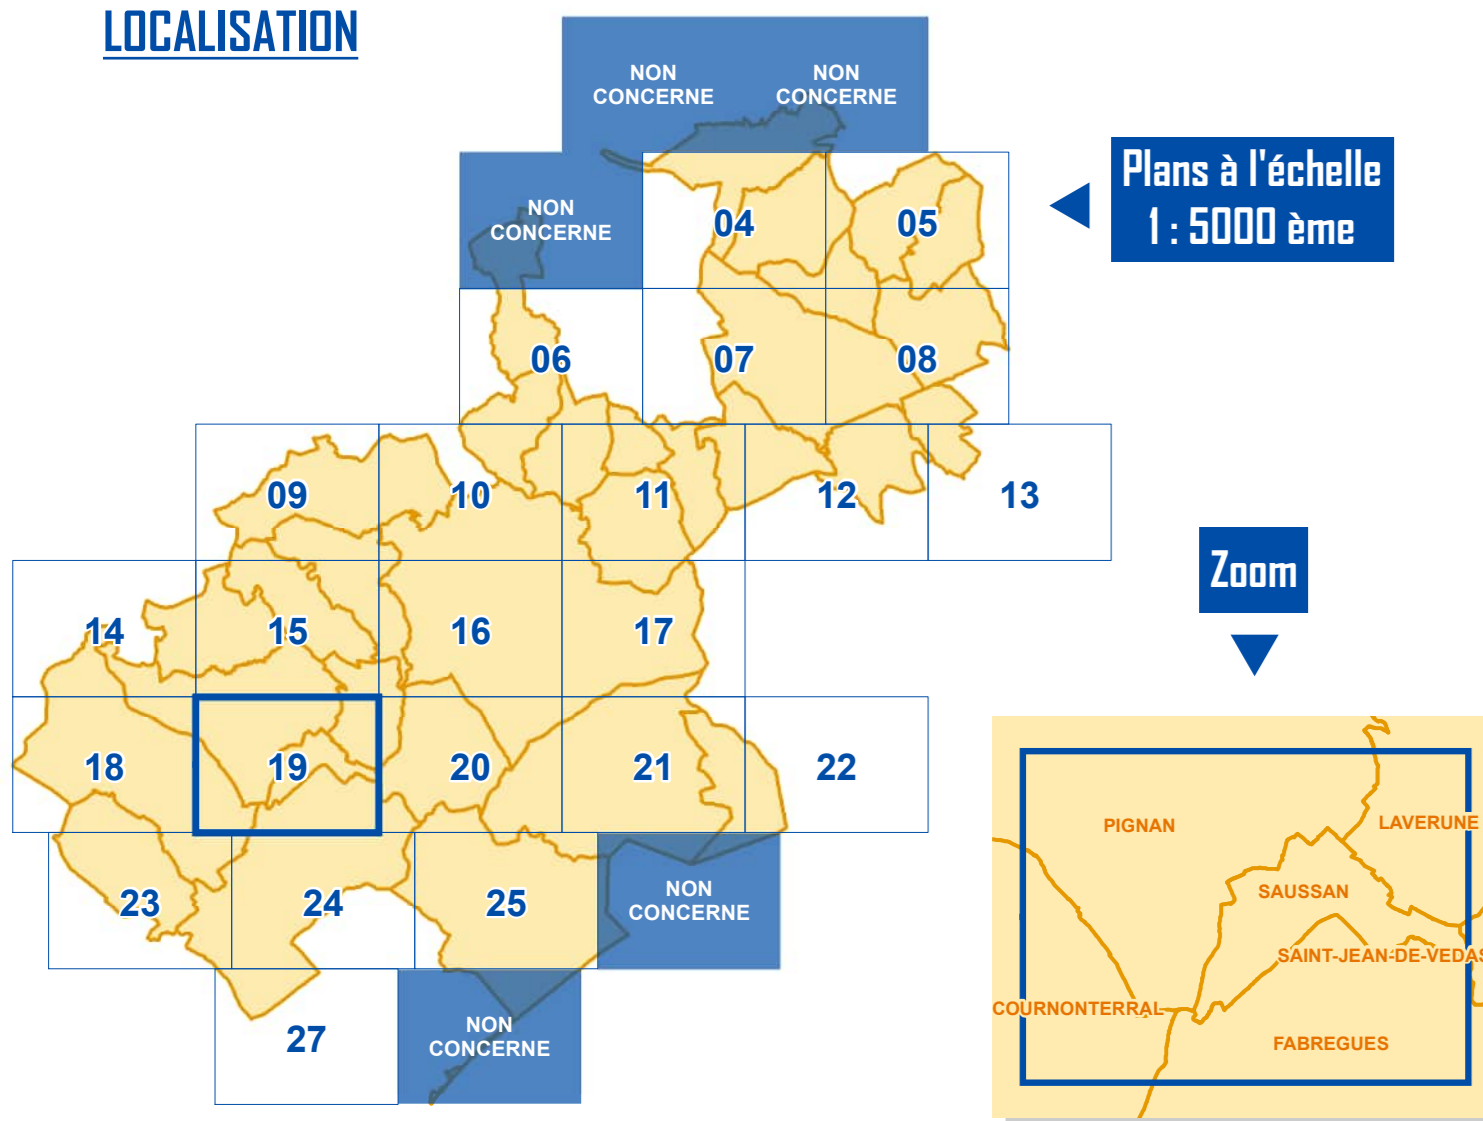 LOCALISATION
NON
CONCERNE
NON
CONCERNE
NON
CONCERNE
04
05
Plans à l'échelle
1 : 5000 ème
06
07
08
09
10
11
12
13
Zoom
14
15
16
17
18
19
20
21
22
PIGNAN
LAVERUNE
SAUSSAN
SAINT-JEAN-DE-VEDAS
COURNONTERRAL
FABREGUES
23
24
25
NON
CONCERNE
27
NON
CONCERNE